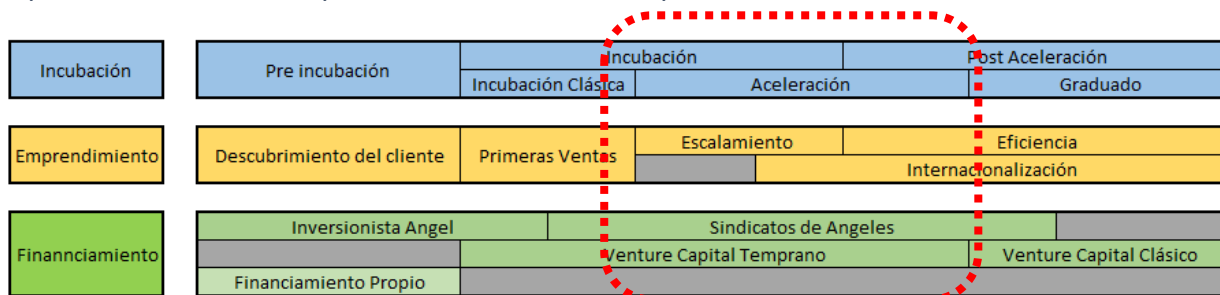 Incubación
Pre incubación
Incubación
Post Aceleración
Incubación Clásica
Aceleración
Graduado
Emprendimiento
Descubrimiento del cliente
Primeras Ventas
Escalamiento
Eficiencia
Internacionalización
Finannciamiento
Inversionista Angel
Sindicatos de Angeles
Venture Capital Temprano
Venture Capital Clásico
Financiamiento Propio